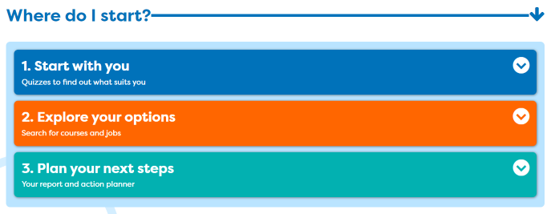 Where do I start?
1. Start with you
Quizzes to find out what suits you
2. Explore your options
Search for courses and jobs
3. Plan your next steps
Your report and action planner